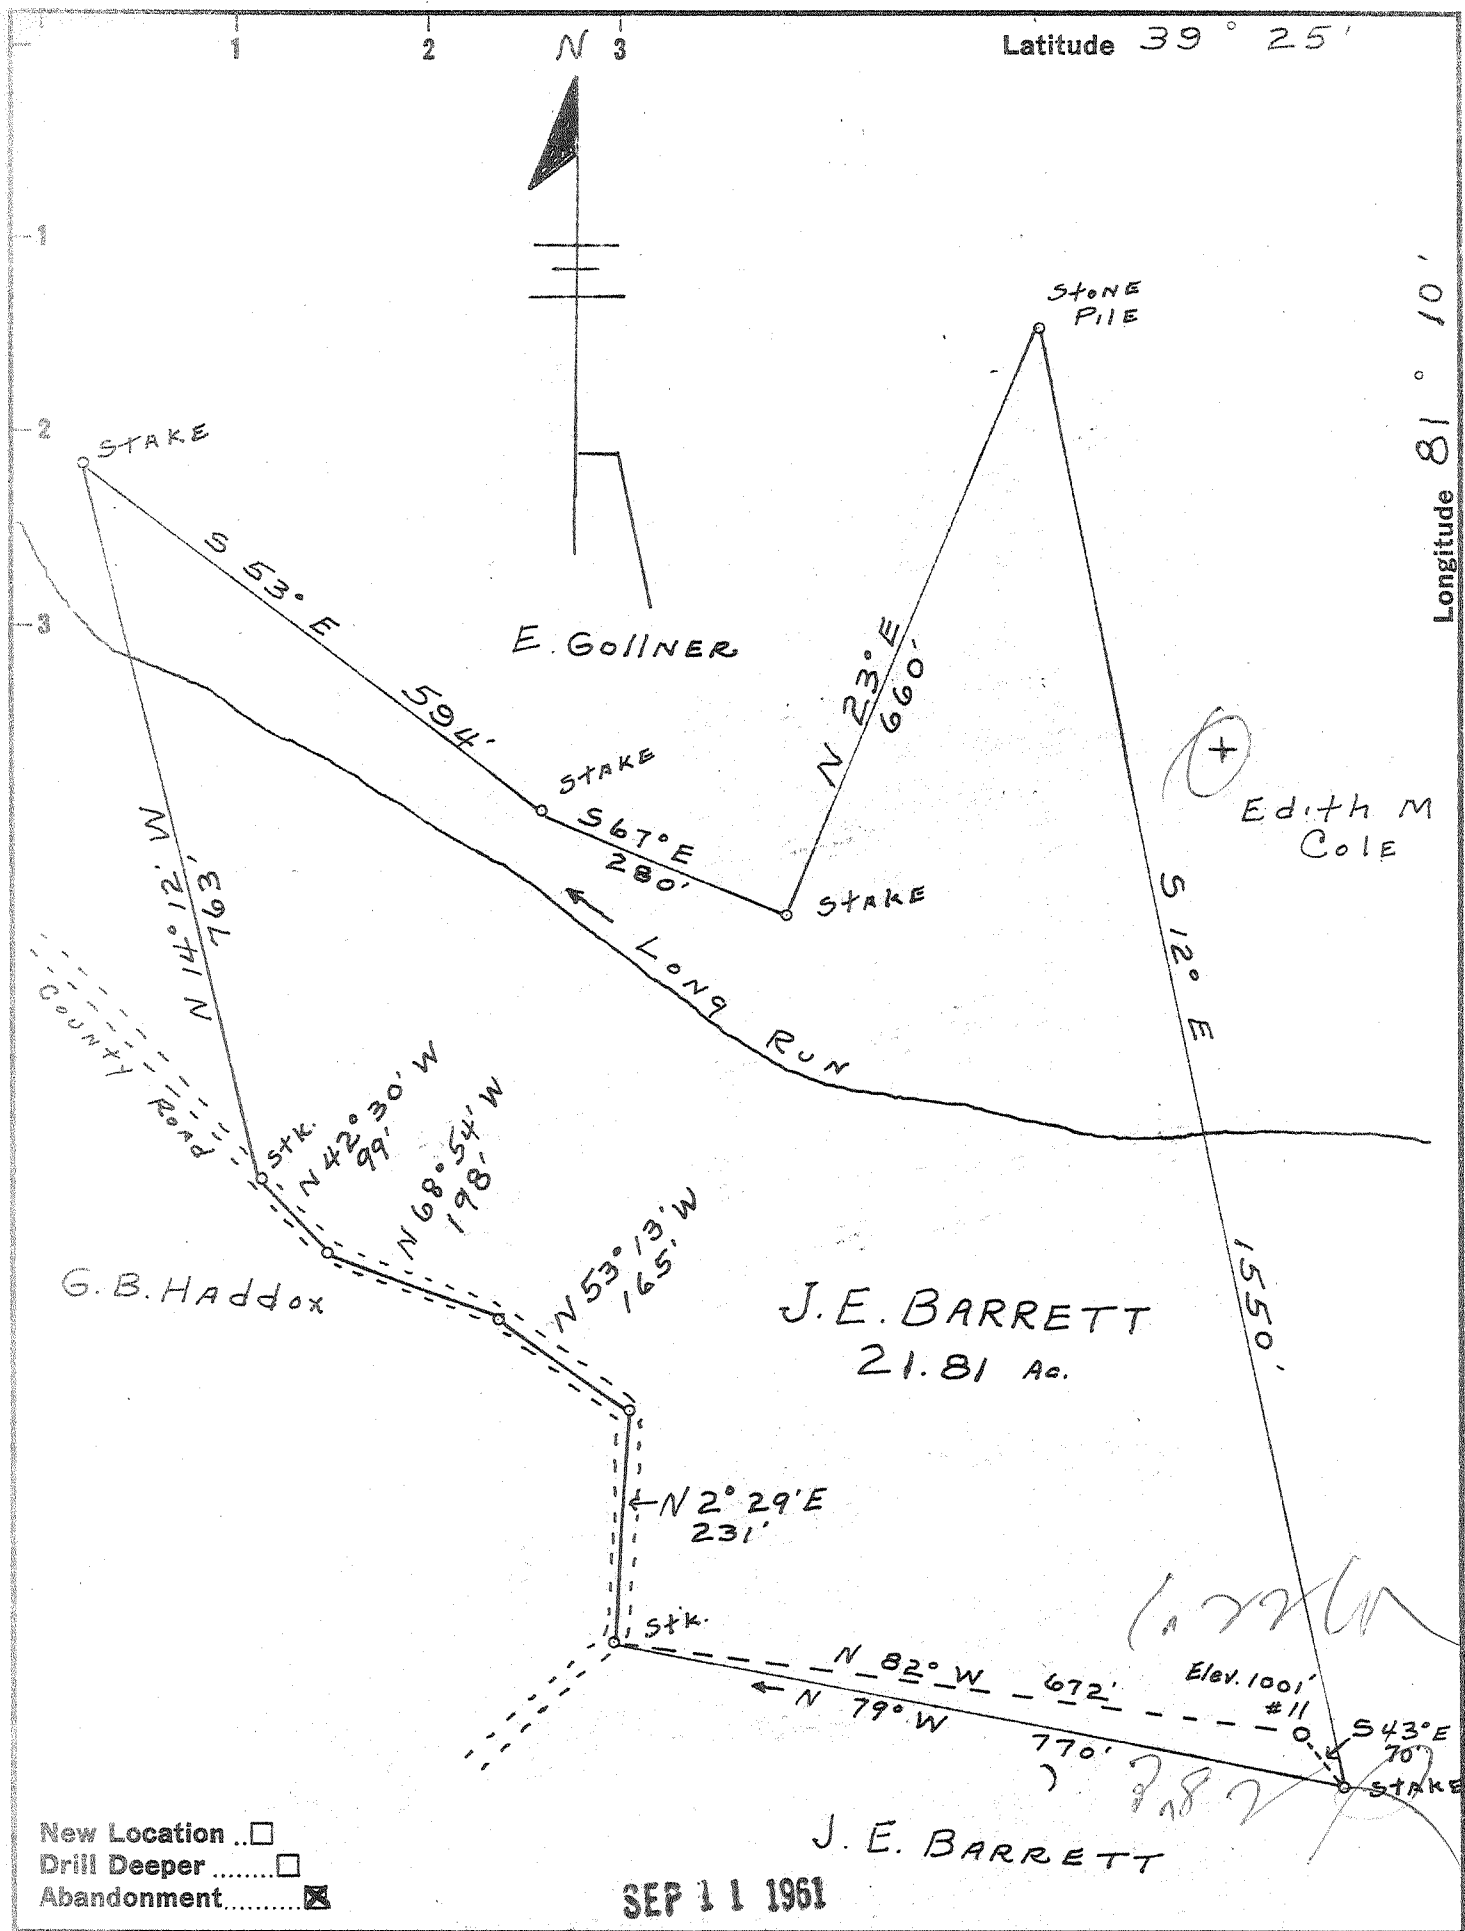 1
2
N
3
Latitude 39° 25'
1
2
3
Longitude 81° 10'
STONE
PILE
STAKE
S 53° E
594'
E. GOllNER
N 23° E
660'
STAKE
S 67° E
280'
STAKE
+
Edith M
Cole
N 14° 12' W
763'
LONg RUN
S 12° E
1550'
COUNTY ROAD
Stk.
N 42° 30' W
99'
N 68° 54' W
198'
N 53° 13' W
165'
G. B. HAddox
J. E. BARRETT
21.81 Ac.
N 2° 29' E
231'
Stk.
N 82° W 672'
Elev. 1001'
#11
N 79° W 770'
S 43° E
70'
STAKE
J. E. BARRETT
New Location ..☐
Drill Deeper .......☐
Abandonment..........☒
SEP 11 1961